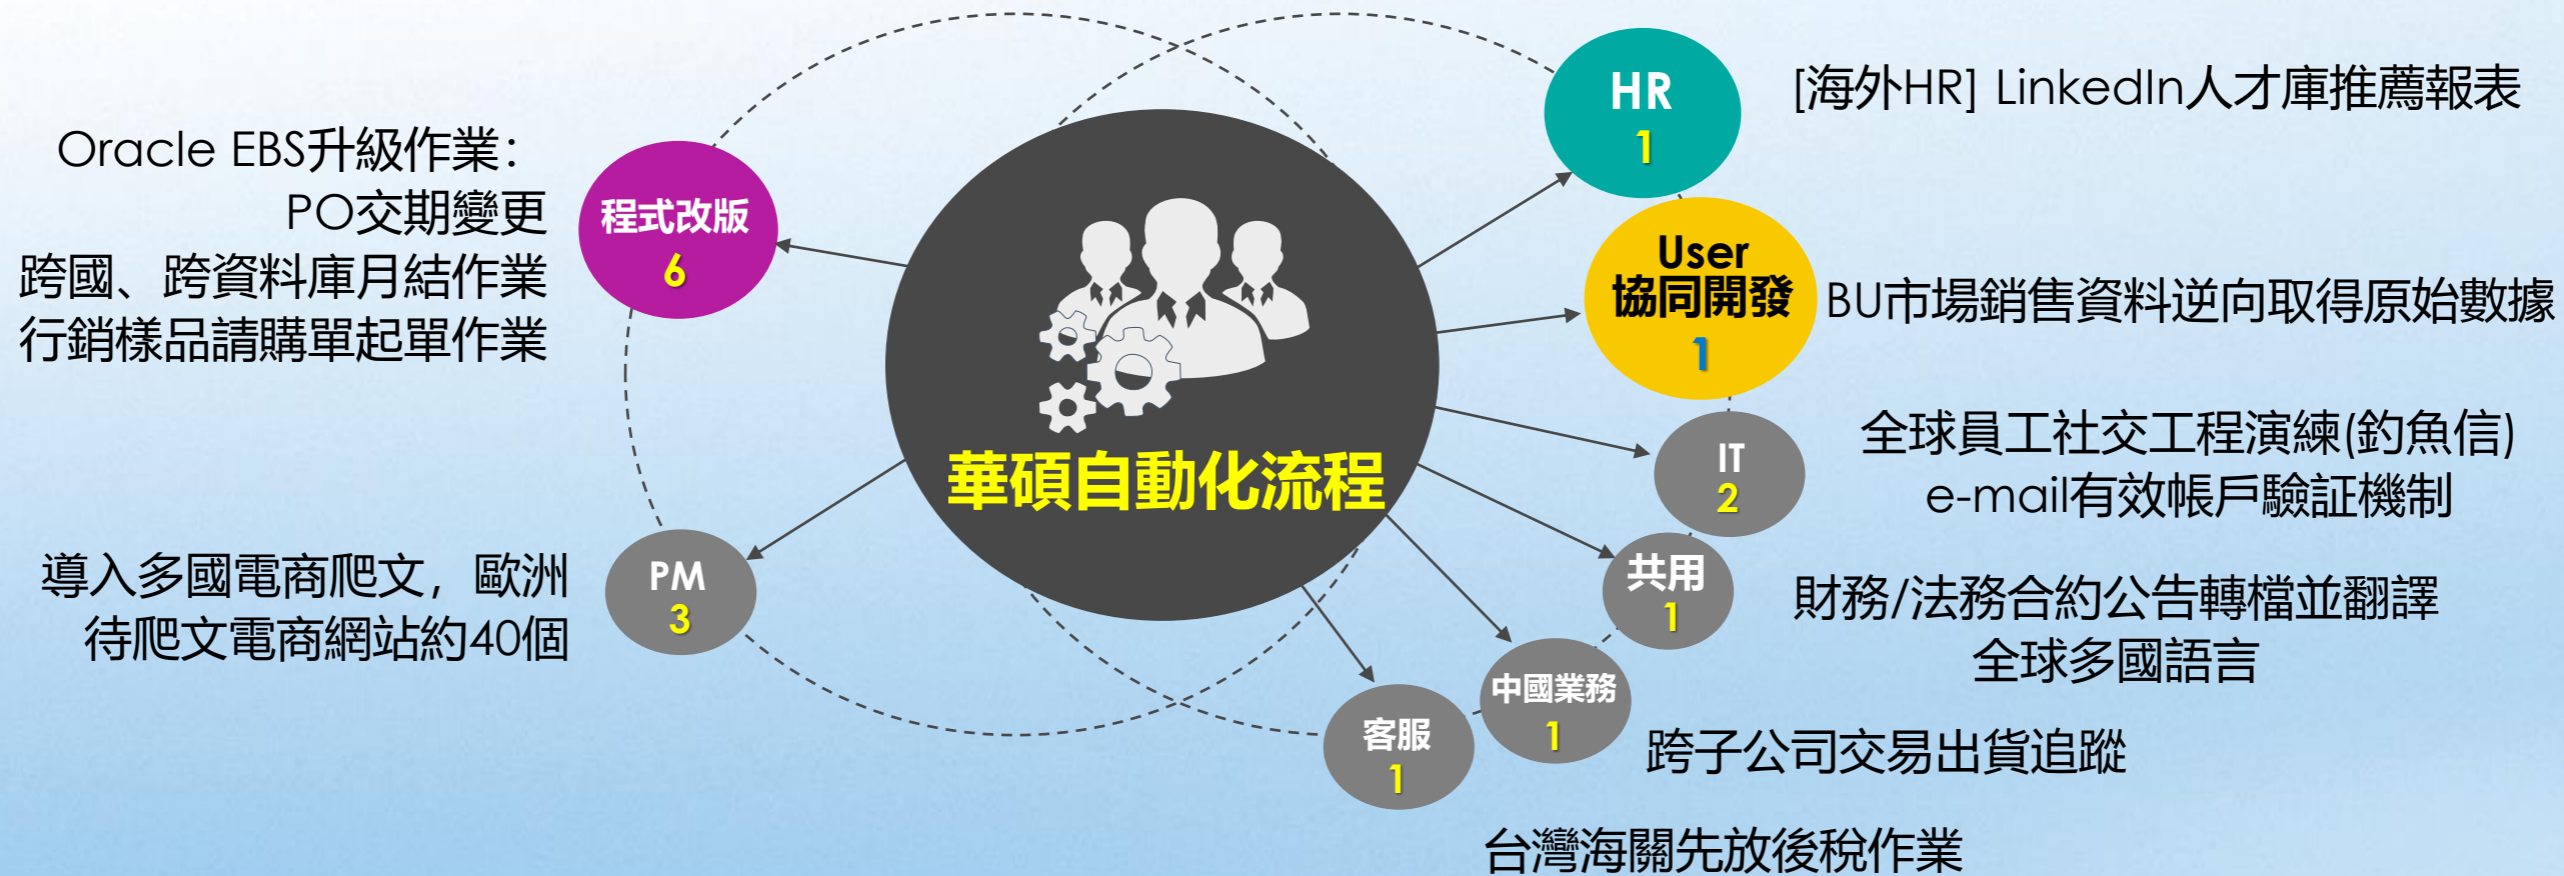 Oracle EBS升級作業：
PO交期變更
跨國、跨資料庫月結作業
行銷樣品請購單起單作業
程式改版
6
導入多國電商爬文，歐洲
待爬文電商網站約40個
PM
3
華碩自動化流程
HR
1
[海外HR] LinkedIn人才庫推薦報表
User
協同開發
1
BU市場銷售資料逆向取得原始數據
IT
2
全球員工社交工程演練(釣魚信)
e-mail有效帳戶驗証機制
共用
1
財務/法務合約公告轉檔並翻譯
全球多國語言
中國業務
1
跨子公司交易出貨追蹤
客服
1
台灣海關先放後稅作業